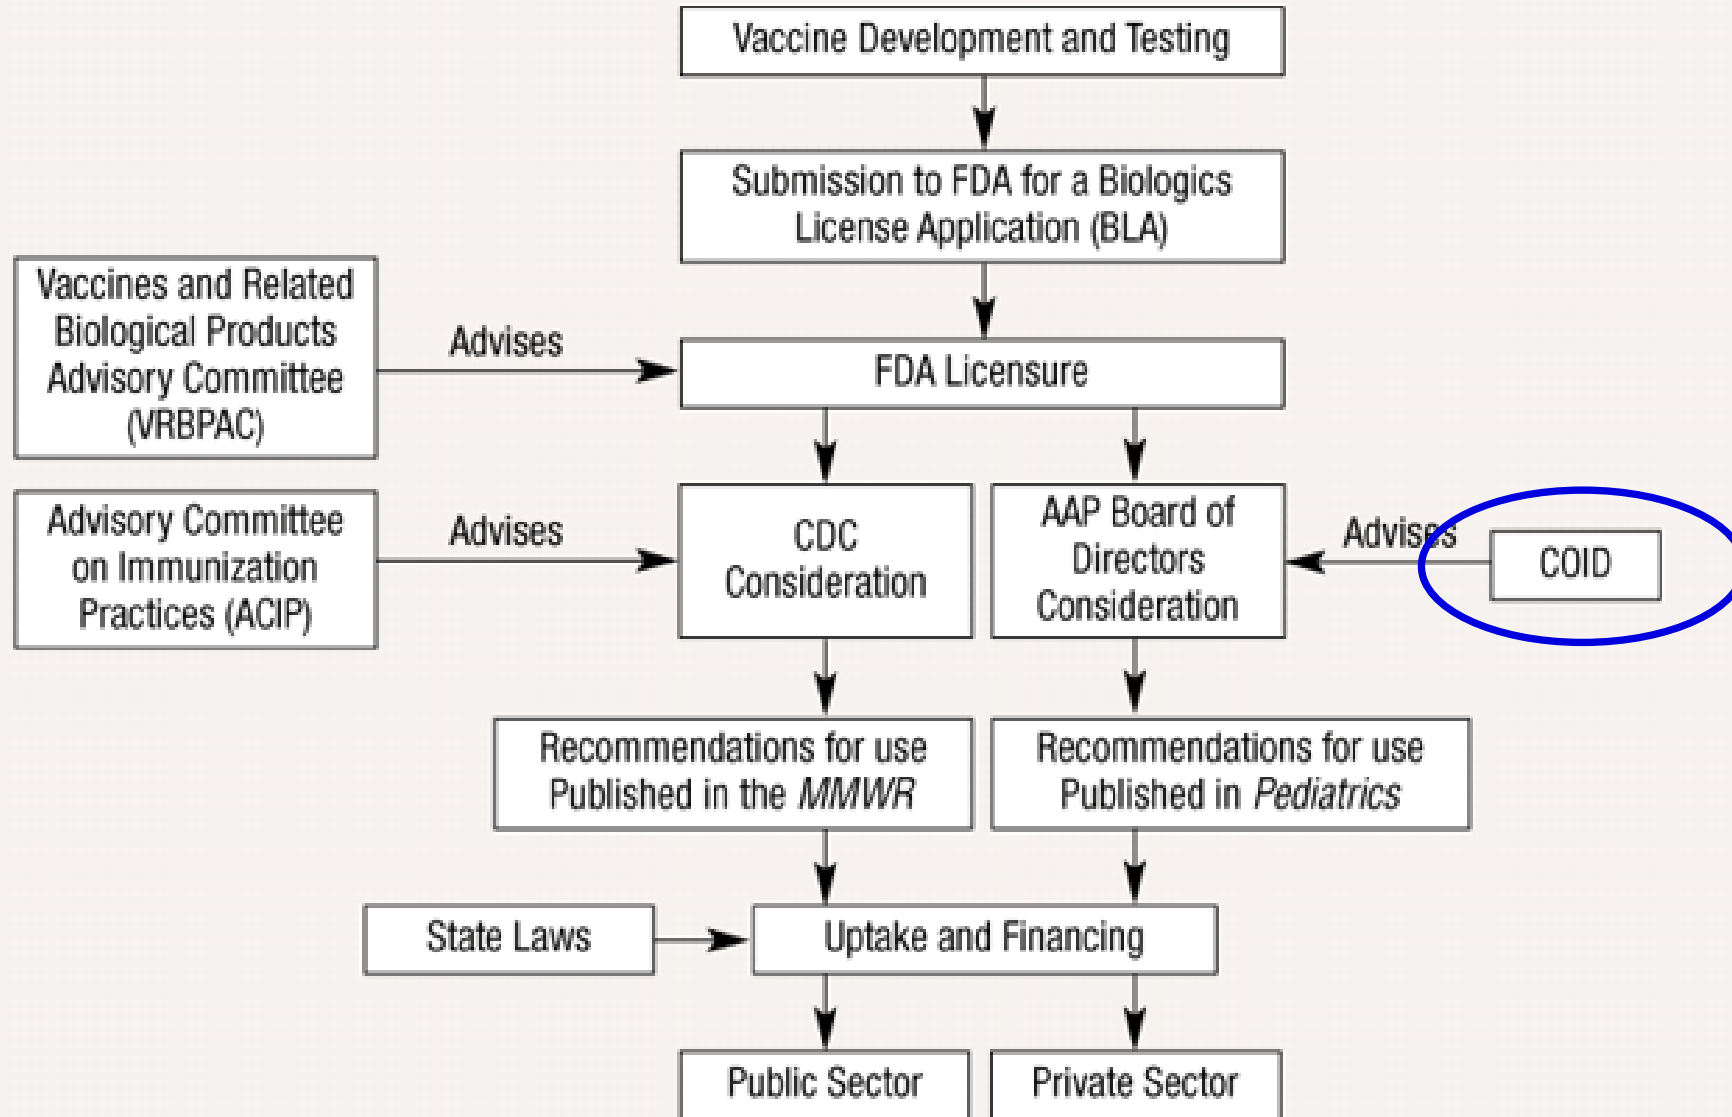 Vaccine Development and Testing
Submission to FDA for a Biologics
License Application (BLA)
Vaccines and Related
Biological Products
Advisory Committee
(VRBPAC)
Advises
FDA Licensure
Advisory Committee
on Immunization
Practices (ACIP)
Advises
CDC
Consideration
AAP Board of
Directors
Consideration
Advises
COID
Recommendations for use
Published in the MMWR
Recommendations for use
Published in Pediatrics
State Laws
Uptake and Financing
Public Sector
Private Sector